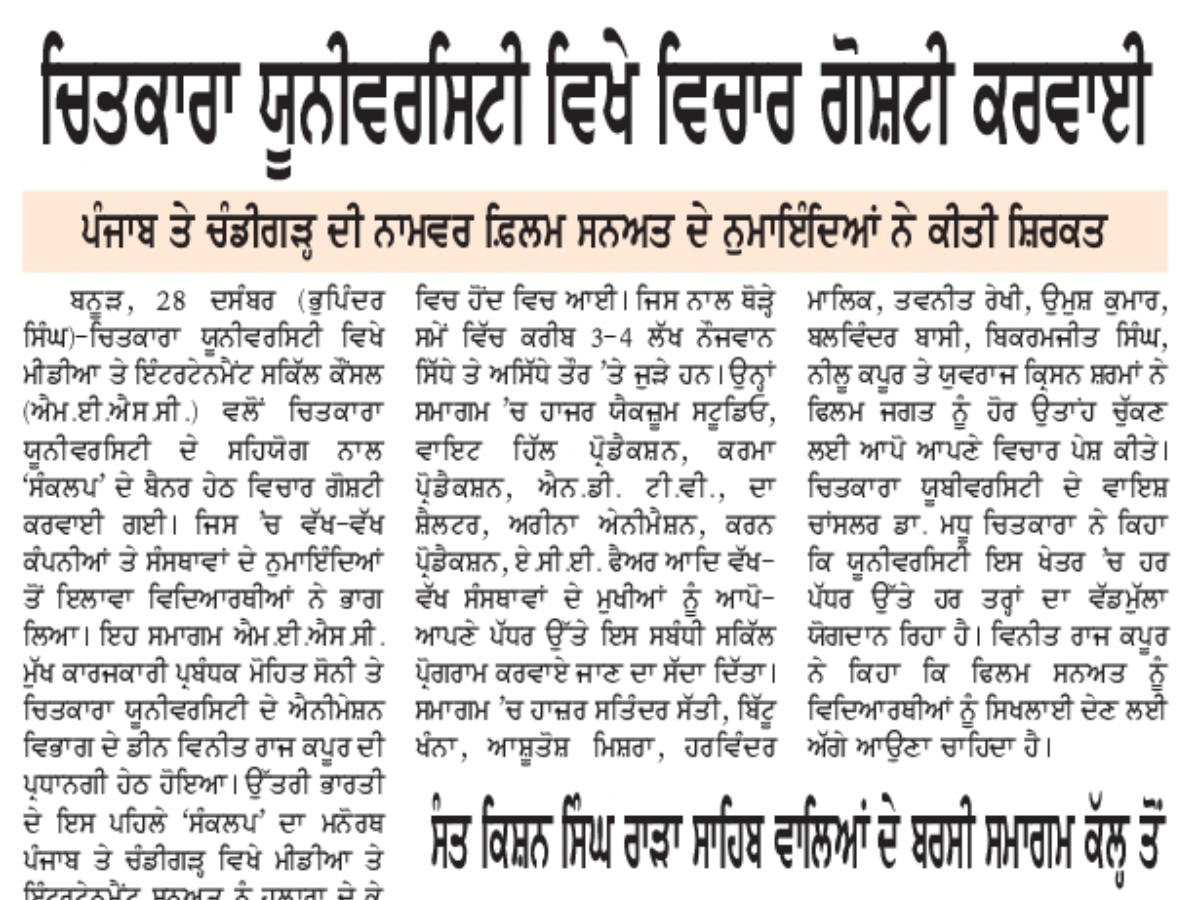 ਚਿਤਕਾਰਾ ਯੂਨੀਵਰਸਿਟੀ ਵਿਖੇ ਵਿਚਾਰ ਗੋਸ਼ਟੀ ਕਰਵਾਈ
ਪੰਜਾਬ ਤੇ ਚੰਡੀਗੜ੍ਹ ਦੀ ਨਾਮਵਰ ਫ਼ਿਲਮ ਸਨਅਤ ਦੇ ਨੁਮਾਇੰਦਿਆਂ ਨੇ ਕੀਤੀ ਸ਼ਿਰਕਤ
ਬਨੂੜ, 28 ਦਸੰਬਰ (ਭੁਪਿੰਦਰ
ਸਿੰਘ)-ਚਿਤਕਾਰਾ ਯੂਨੀਵਰਸਿਟੀ ਵਿਖੇ
ਮੀਡੀਆ ਤੇ ਇੰਟਰਟੇਨਮੈਂਟ ਸਕਿੱਲ ਕੌਂਸਲ
(ਐਮ.ਈ.ਐਸ.ਸੀ.) ਵਲੋਂ ਚਿਤਕਾਰਾ
ਯੂਨੀਵਰਸਿਟੀ ਦੇ ਸਹਿਯੋਗ ਨਾਲ
'ਸੰਕਲਪ' ਦੇ ਬੈਨਰ ਹੇਠ ਵਿਚਾਰ ਗੋਸ਼ਟੀ
ਕਰਵਾਈ ਗਈ। ਜਿਸ 'ਚ ਵੱਖ-ਵੱਖ
ਕੰਪਨੀਆਂ ਤੇ ਸੰਸਥਾਵਾਂ ਦੇ ਨੁਮਾਇੰਦਿਆਂ
ਤੋਂ ਇਲਾਵਾ ਵਿਦਿਆਰਥੀਆਂ ਨੇ ਭਾਗ
ਲਿਆ। ਇਹ ਸਮਾਗਮ ਐਮ.ਈ.ਐਸ.ਸੀ.
ਮੁੱਖ ਕਾਰਜਕਾਰੀ ਪ੍ਰਬੰਧਕ ਮੋਹਿਤ ਸੋਨੀ ਤੇ
ਚਿਤਕਾਰਾ ਯੂਨੀਵਰਸਿਟੀ ਦੇ ਐਨੀਮੇਸ਼ਨ
ਵਿਭਾਗ ਦੇ ਡੀਨ ਵਿਨੀਤ ਰਾਜ ਕਪੂਰ ਦੀ
ਪ੍ਰਧਾਨਗੀ ਹੇਠ ਹੋਇਆ। ਉੱਤਰੀ ਭਾਰਤੀ
ਦੇ ਇਸ ਪਹਿਲੇ 'ਸੰਕਲਪ' ਦਾ ਮਨੋਰਥ
ਪੰਜਾਬ ਤੇ ਚੰਡੀਗੜ੍ਹ ਵਿਖੇ ਮੀਡੀਆ ਤੇ
ਇੰਟਰਟੇਨਮੈਂਟ ਸਨਅਤ ਨੂੰ ਹੁਲਾਰਾ ਦੇ ਕੇ
ਵਿਚ ਹੋਂਦ ਵਿਚ ਆਈ। ਜਿਸ ਨਾਲ ਥੋੜ੍ਹੇ
ਸਮੇਂ ਵਿੱਚ ਕਰੀਬ 3-4 ਲੱਖ ਨੌਜਵਾਨ
ਸਿੱਧੇ ਤੇ ਅਸਿੱਧੇ ਤੌਰ 'ਤੇ ਜੁੜੇ ਹਨ।ਉਨ੍ਹਾਂ
ਸਮਾਗਮ 'ਚ ਹਾਜਰ ਯੈਕਜ਼ੂਮ ਸਟੂਡਿਓ,
ਵਾਇਟ ਹਿੱਲ ਪ੍ਰੋਡੈਕਸ਼ਨ, ਕਰਮਾ
ਪ੍ਰੋਡੈਕਸ਼ਨ, ਐਨ.ਡੀ. ਟੀ.ਵੀ., ਦਾ
ਸ਼ੈਲਟਰ, ਅਰੀਨਾ ਐਨੀਮੈਸ਼ਨ, ਕਰਨ
ਪ੍ਰੋਡੈਕਸ਼ਨ, ਏ.ਸੀ.ਈ. ਫੈਅਰ ਆਦਿ ਵੱਖ-
ਵੱਖ ਸੰਸਥਾਵਾਂ ਦੇ ਮੁਖੀਆਂ ਨੂੰ ਆਪੋ-
ਆਪਣੇ ਪੱਧਰ ਉੱਤੇ ਇਸ ਸਬੰਧੀ ਸਕਿੱਲ
ਪ੍ਰੋਗਰਾਮ ਕਰਵਾਏ ਜਾਣ ਦਾ ਸੱਦਾ ਦਿੱਤਾ।
ਸਮਾਗਮ 'ਚ ਹਾਜ਼ਰ ਸਤਿੰਦਰ ਸੱਤੀ, ਬਿੱਟੂ
ਖੰਨਾ, ਆਸ਼ੂਤੋਸ਼ ਮਿਸ਼ਰਾ, ਹਰਵਿੰਦਰ
ਮਾਲਿਕ, ਤਵਨੀਤ ਰੇਖੀ, ਉਮੁਸ਼ ਕੁਮਾਰ,
ਬਲਵਿੰਦਰ ਬਾਸੀ, ਬਿਕਰਮਜੀਤ ਸਿੰਘ,
ਨੀਲੂ ਕਪੂਰ ਤੇ ਯੁਵਰਾਜ ਕ੍ਰਿਸਨ ਸ਼ਰਮਾਂ ਨੇ
ਫਿਲਮ ਜਗਤ ਨੂੰ ਹੋਰ ਉਤਾਂਹ ਚੁੱਕਣ
ਲਈ ਆਪੋ ਆਪਣੇ ਵਿਚਾਰ ਪੇਸ਼ ਕੀਤੇ।
ਚਿਤਕਾਰਾ ਯੂਬੀਵਰਸਿਟੀ ਦੇ ਵਾਇਸ਼
ਚਾਂਸਲਰ ਡਾ. ਮਧੂ ਚਿਤਕਾਰਾ ਨੇ ਕਿਹਾ
ਕਿ ਯੂਨੀਵਰਸਿਟੀ ਇਸ ਖੇਤਰ 'ਚ ਹਰ
ਪੱਧਰ ਉੱਤੇ ਹਰ ਤਰ੍ਹਾਂ ਦਾ ਵੱਡਮੁੱਲਾ
ਯੋਗਦਾਨ ਰਿਹਾ ਹੈ। ਵਿਨੀਤ ਰਾਜ ਕਪੂਰ
ਨੇ ਕਿਹਾ ਕਿ ਫਿਲਮ ਸਨਅਤ ਨੂੰ
ਵਿਦਿਆਰਥੀਆਂ ਨੂੰ ਸਿਖਲਾਈ ਦੇਣ ਲਈ
ਅੱਗੇ ਆਉਣਾ ਚਾਹਿਦਾ ਹੈ।
ਸੰਤ ਕਿਸ਼ਨ ਸਿੰਘ ਰਾੜਾ ਸਾਹਿਬ ਵਾਲਿਆਂ ਦੇ ਬਰਸੀ ਸਮਾਗਮ ਕੱਲ੍ਹ ਤੋਂ